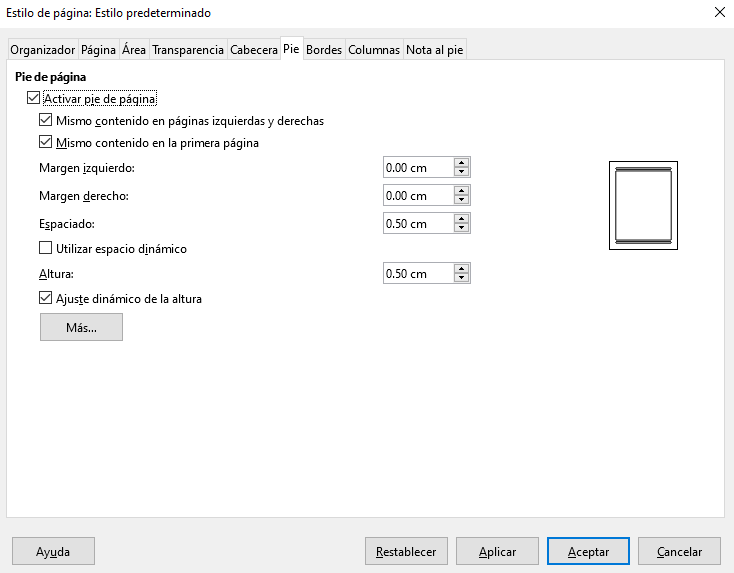 Estilo de página: Estilo predeterminado
Organizador Página Área Transparencia Cabecera Pie Bordes Columnas Nota al pie
Pie de página
Activar pie de página
Mismo contenido en páginas izquierdas y derechas
Mismo contenido en la primera página
Margen izquierdo: 0.00 cm
Margen derecho: 0.00 cm
Espaciado: 0.50 cm
Utilizar espacio dinámico
Altura: 0.50 cm
Ajuste dinámico de la altura
Más...
Ayuda Restablecer Aplicar Aceptar Cancelar